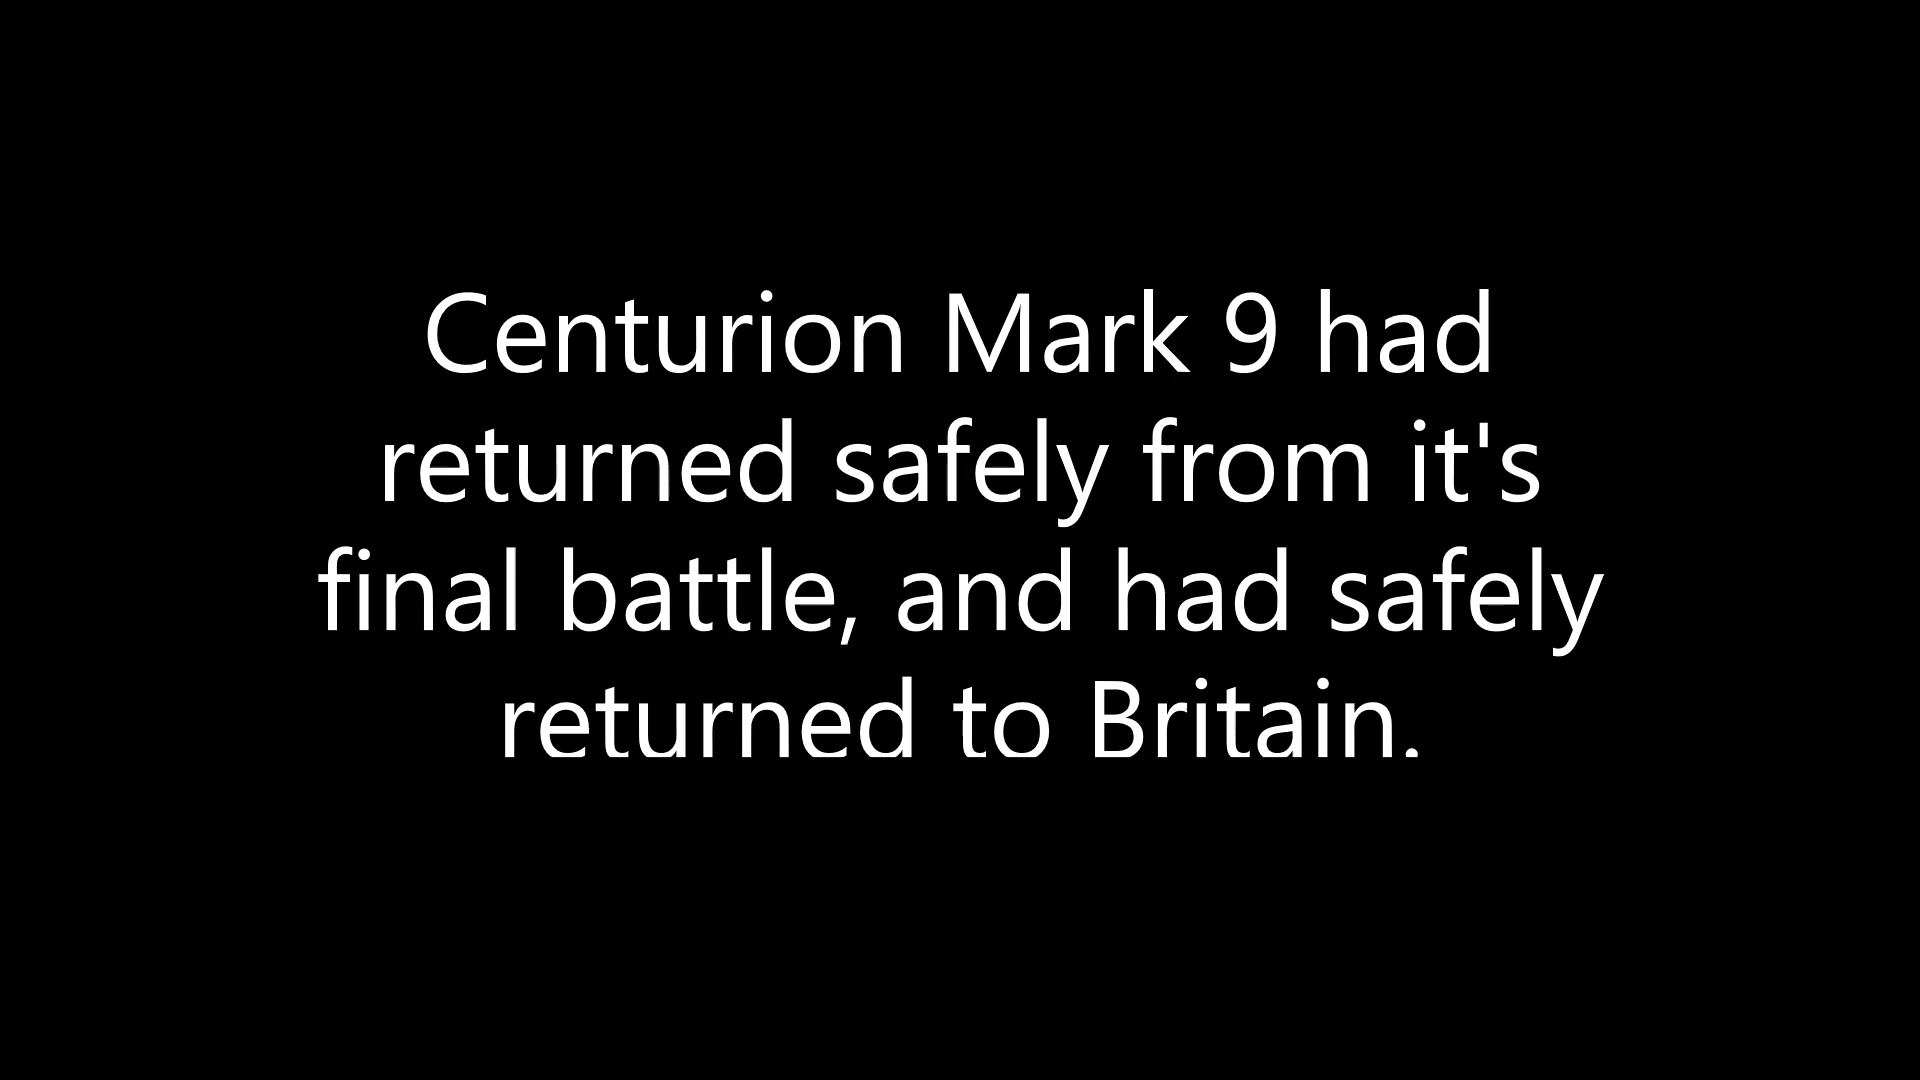 Centurion Mark 9 had
returned safely from it's
final battle, and had safely
returned to Britain.